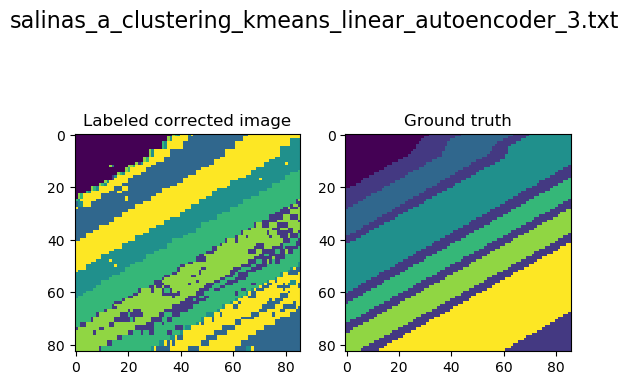 salinas_a_clustering_kmeans_linear_autoencoder_3.txt
Labeled corrected image
Ground truth
0
20
40
60
80
0 20 40 60 80
0
20
40
60
80
0 20 40 60 80